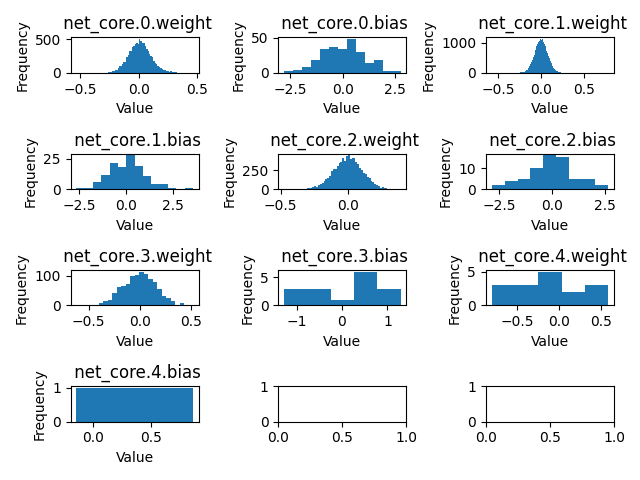 net_core.0.weight net_core.0.bias net_core.1.weight
Frequency 500 0 Frequency 50 0 Frequency 1000 0
−0.5 0.0 0.5 −2.5 0.0 2.5 −0.5 0.0 0.5
Value Value Value
net_core.1.bias net_core.2.weight net_core.2.bias
Frequency 25 0 Frequency 250 0 Frequency 10 0
−2.5 0.0 2.5 −0.5 0.0 −2.5 0.0 2.5
Value Value Value
net_core.3.weight net_core.3.bias net_core.4.weight
Frequency 100 0 Frequency 5 0 Frequency 5 0
−0.5 0.0 0.5 −1 0 1 −0.5 0.0 0.5
Value Value Value
net_core.4.bias
Frequency 1 0 1 0 1 0
0.0 0.5 0.0 0.5 1.0 0.0 0.5 1.0
Value